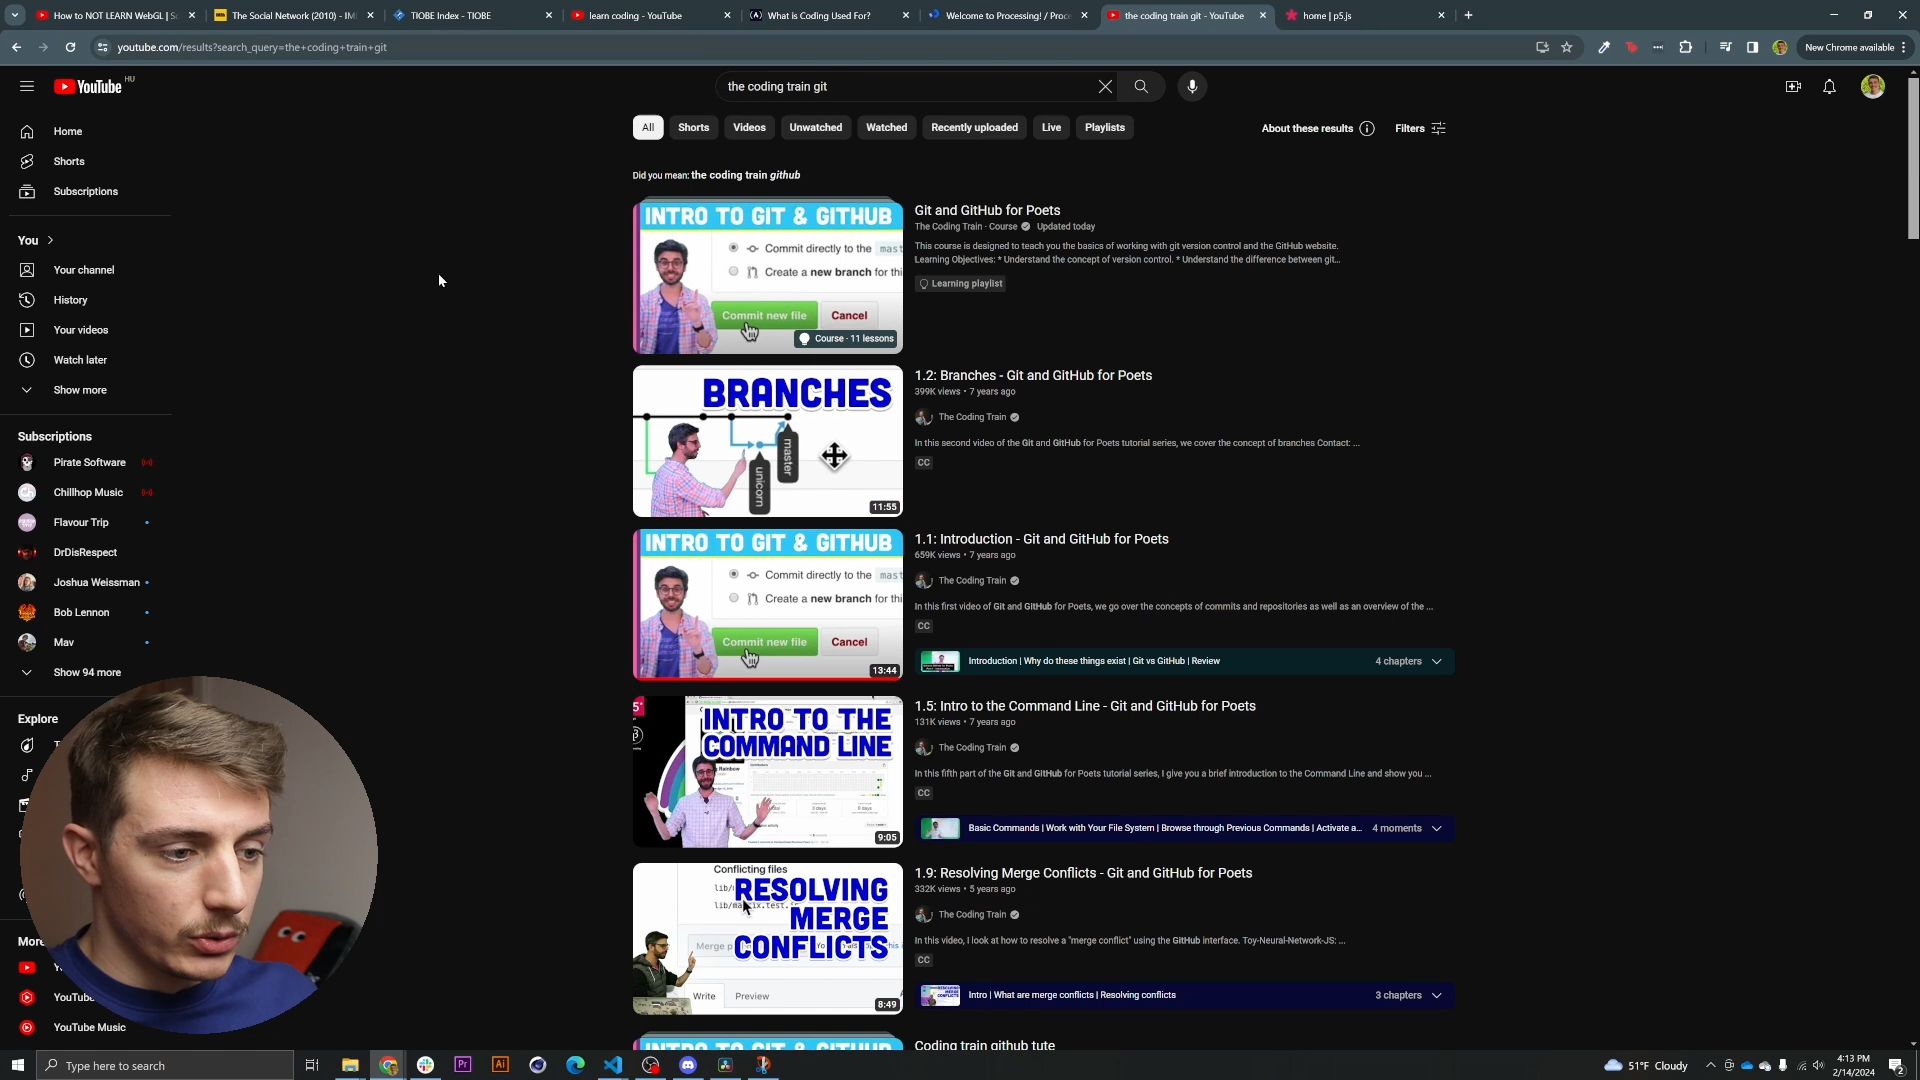 How to NOT LEARN WebGL | Sc
The Social Network (2010) - IM
TIOBE Index - TIOBE
learn coding - YouTube
What is Coding Used For?
Welcome to Processing! / Proce
the coding train git - YouTube
home | p5.js
youtube.com/results?search_query=the+coding+train+git
New Chrome available
YouTube HU
the coding train git
All
Shorts
Videos
Unwatched
Watched
Recently uploaded
Live
Playlists
About these results
Filters
Home
Shorts
Subscriptions
You
Your channel
History
Your videos
Watch later
Show more
Subscriptions
Pirate Software
Chillhop Music
Flavour Trip
DrDisRespect
Joshua Weissman
Bob Lennon
Mav
Show 94 more
Explore
More
YouTube Music
Did you mean: the coding train github
INTRO TO GIT & GITHUB
Commit directly to the mast
Create a new branch for thi
Commit new file
Cancel
Course · 11 lessons
Git and GitHub for Poets
The Coding Train · Course Updated today
This course is designed to teach you the basics of working with git version control and the GitHub website.
Learning Objectives: * Understand the concept of version control. * Understand the difference between git...
Learning playlist
BRANCHES
master
unicorn
11:55
1.2: Branches - Git and GitHub for Poets
399K views • 7 years ago
The Coding Train
In this second video of the Git and GitHub for Poets tutorial series, we cover the concept of branches Contact: ...
CC
INTRO TO GIT & GITHUB
Commit directly to the mast
Create a new branch for thi
Commit new file
Cancel
13:44
1.1: Introduction - Git and GitHub for Poets
659K views • 7 years ago
The Coding Train
In this first video of Git and GitHub for Poets, we go over the concepts of commits and repositories as well as an overview of the ...
CC
Introduction | Why do these things exist | Git vs GitHub | Review
4 chapters
INTRO TO THE
COMMAND LINE
9:05
1.5: Intro to the Command Line - Git and GitHub for Poets
131K views • 7 years ago
The Coding Train
In this fifth part of the Git and GitHub for Poets tutorial series, I give you a brief introduction to the Command Line and show you ...
CC
Basic Commands | Work with Your File System | Browse through Previous Commands | Activate a...
4 moments
Conflicting files
RESOLVING
MERGE
CONFLICTS
Write
Preview
8:49
1.9: Resolving Merge Conflicts - Git and GitHub for Poets
332K views • 5 years ago
The Coding Train
In this video, I look at how to resolve a "merge conflict" using the GitHub interface. Toy-Neural-Network-JS: ...
CC
Intro | What are merge conflicts | Resolving conflicts
3 chapters
INTRO TO GIT & GITHUB
Coding train github tute
Type here to search
51°F Cloudy
4:13 PM
2/14/2024
2